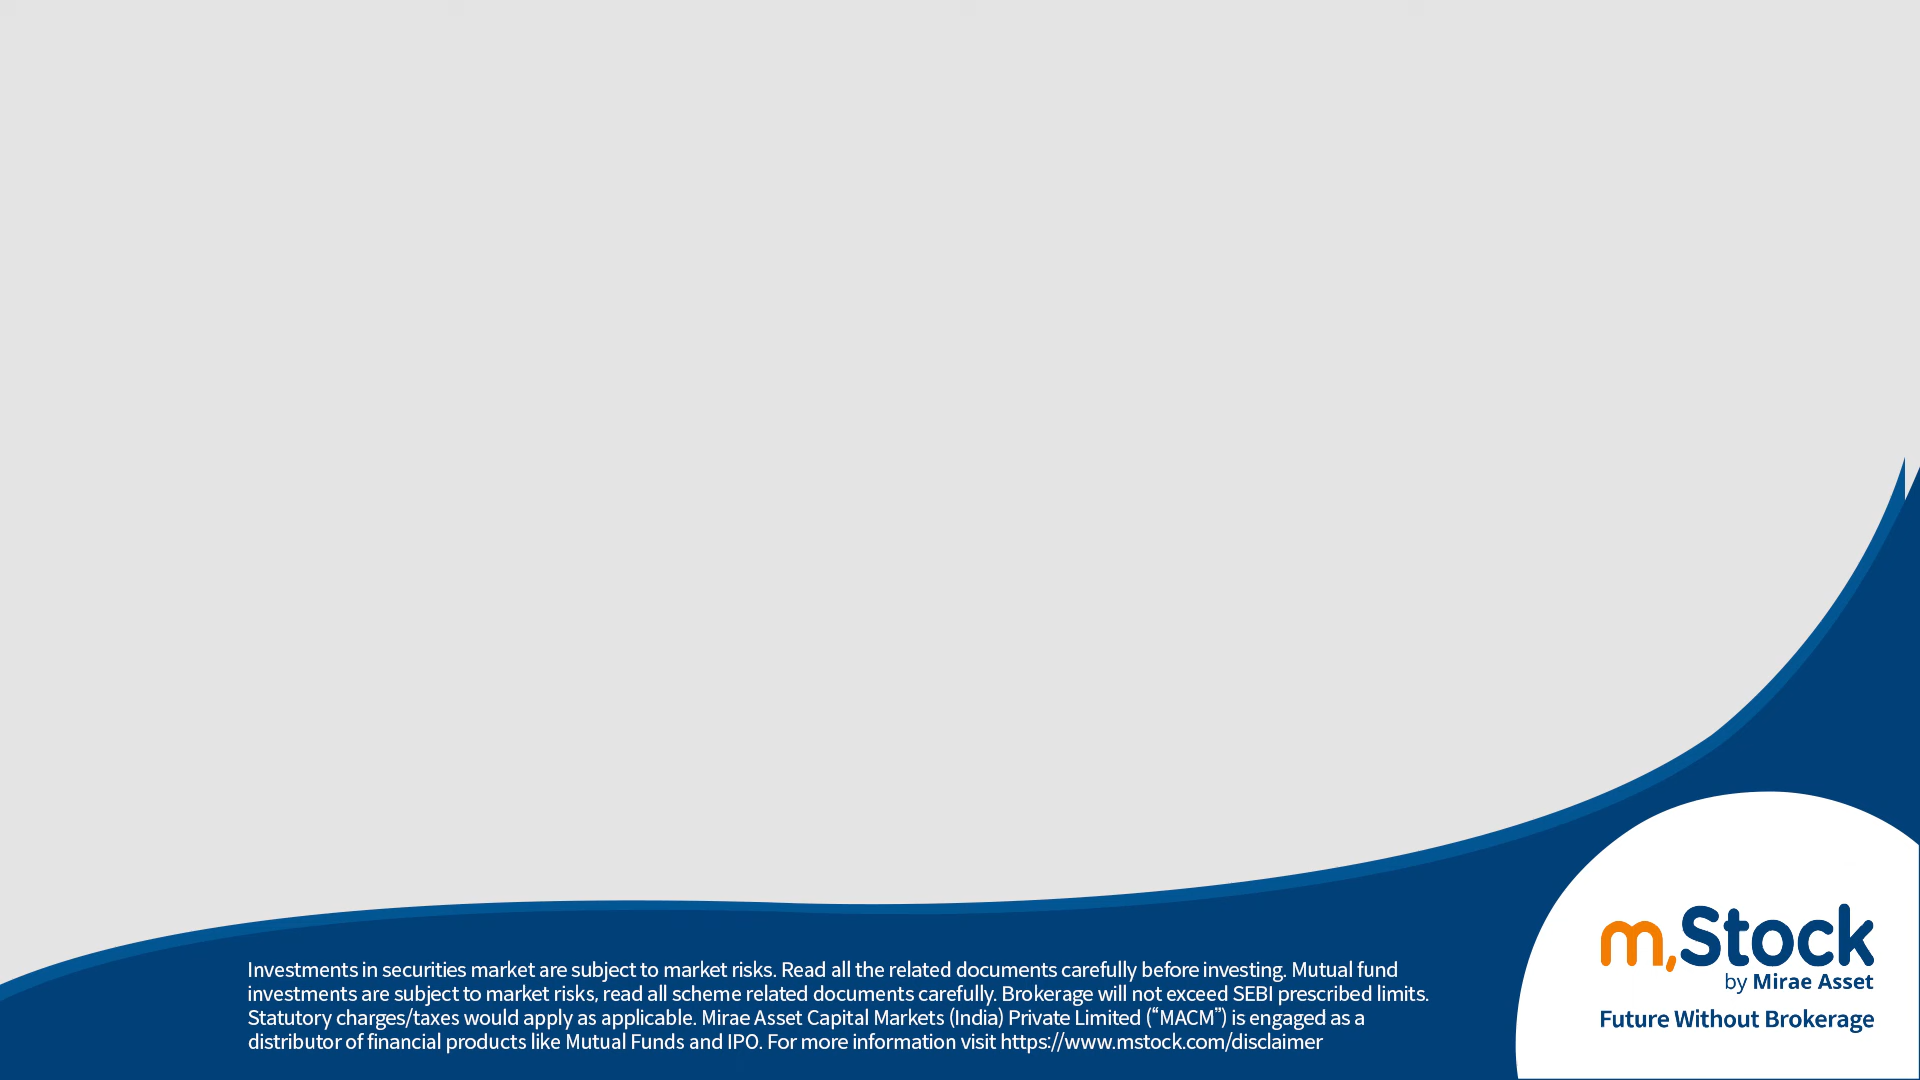 Investments in securities market are subject to market risks. Read all the related documents carefully before investing. Mutual fund
investments are subject to market risks, read all scheme related documents carefully. Brokerage will not exceed SEBI prescribed limits.
Statutory charges/taxes would apply as applicable. Mirae Asset Capital Markets (India) Private Limited (“MACM”) is engaged as a
distributor of financial products like Mutual Funds and IPO. For more information visit https://www.mstock.com/disclaimer
m.Stock
by Mirae Asset
Future Without Brokerage